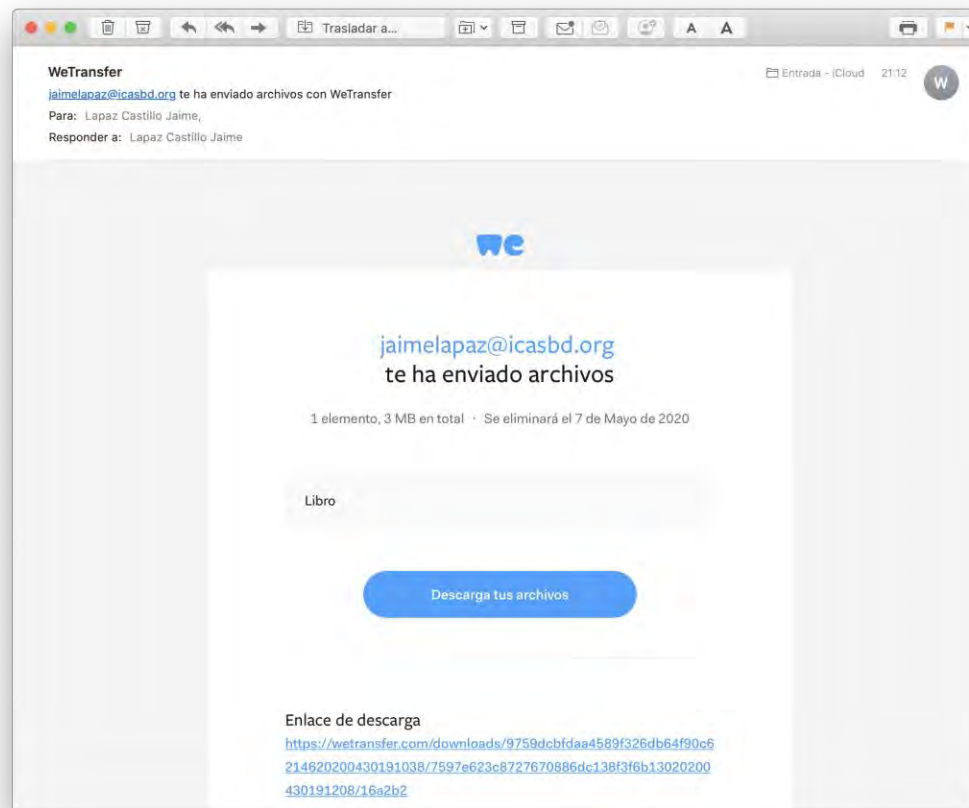 Trasladar a...
A A
WeTransfer
Entrada - iCloud 21:12
W
jaimelapaz@icasbd.org te ha enviado archivos con WeTransfer
Para: Lapaz Castillo Jaime,
Responder a: Lapaz Castillo Jaime
we
jaimelapaz@icasbd.org
te ha enviado archivos
1 elemento, 3 MB en total · Se eliminará el 7 de Mayo de 2020
Libro
Descarga tus archivos
Enlace de descarga
https://wetransfer.com/downloads/9759dcbfdaa4589f326db64f90c6
214620200430191038/7597e623c8727670886dc138f3f6b13020200
430191208/16a2b2